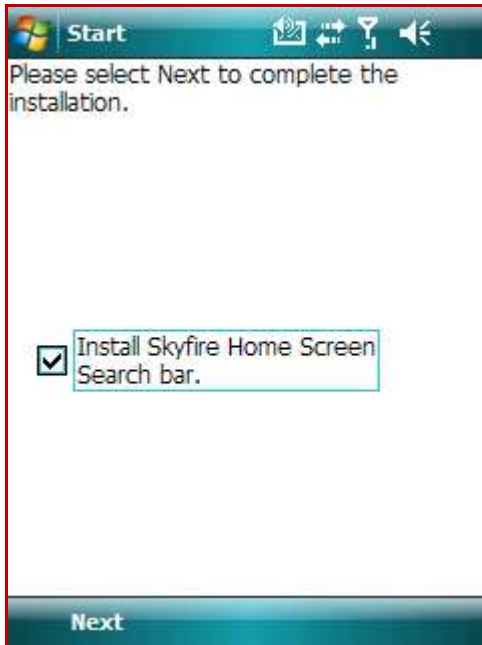 Start
Please select Next to complete the
installation.
Install Skyfire Home Screen
Search bar.
Next